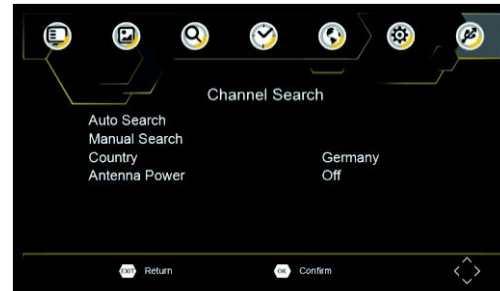 Channel Search
Auto Search
Manual Search
Country Germany
Antenna Power Off
EXIT Return OK Confirm